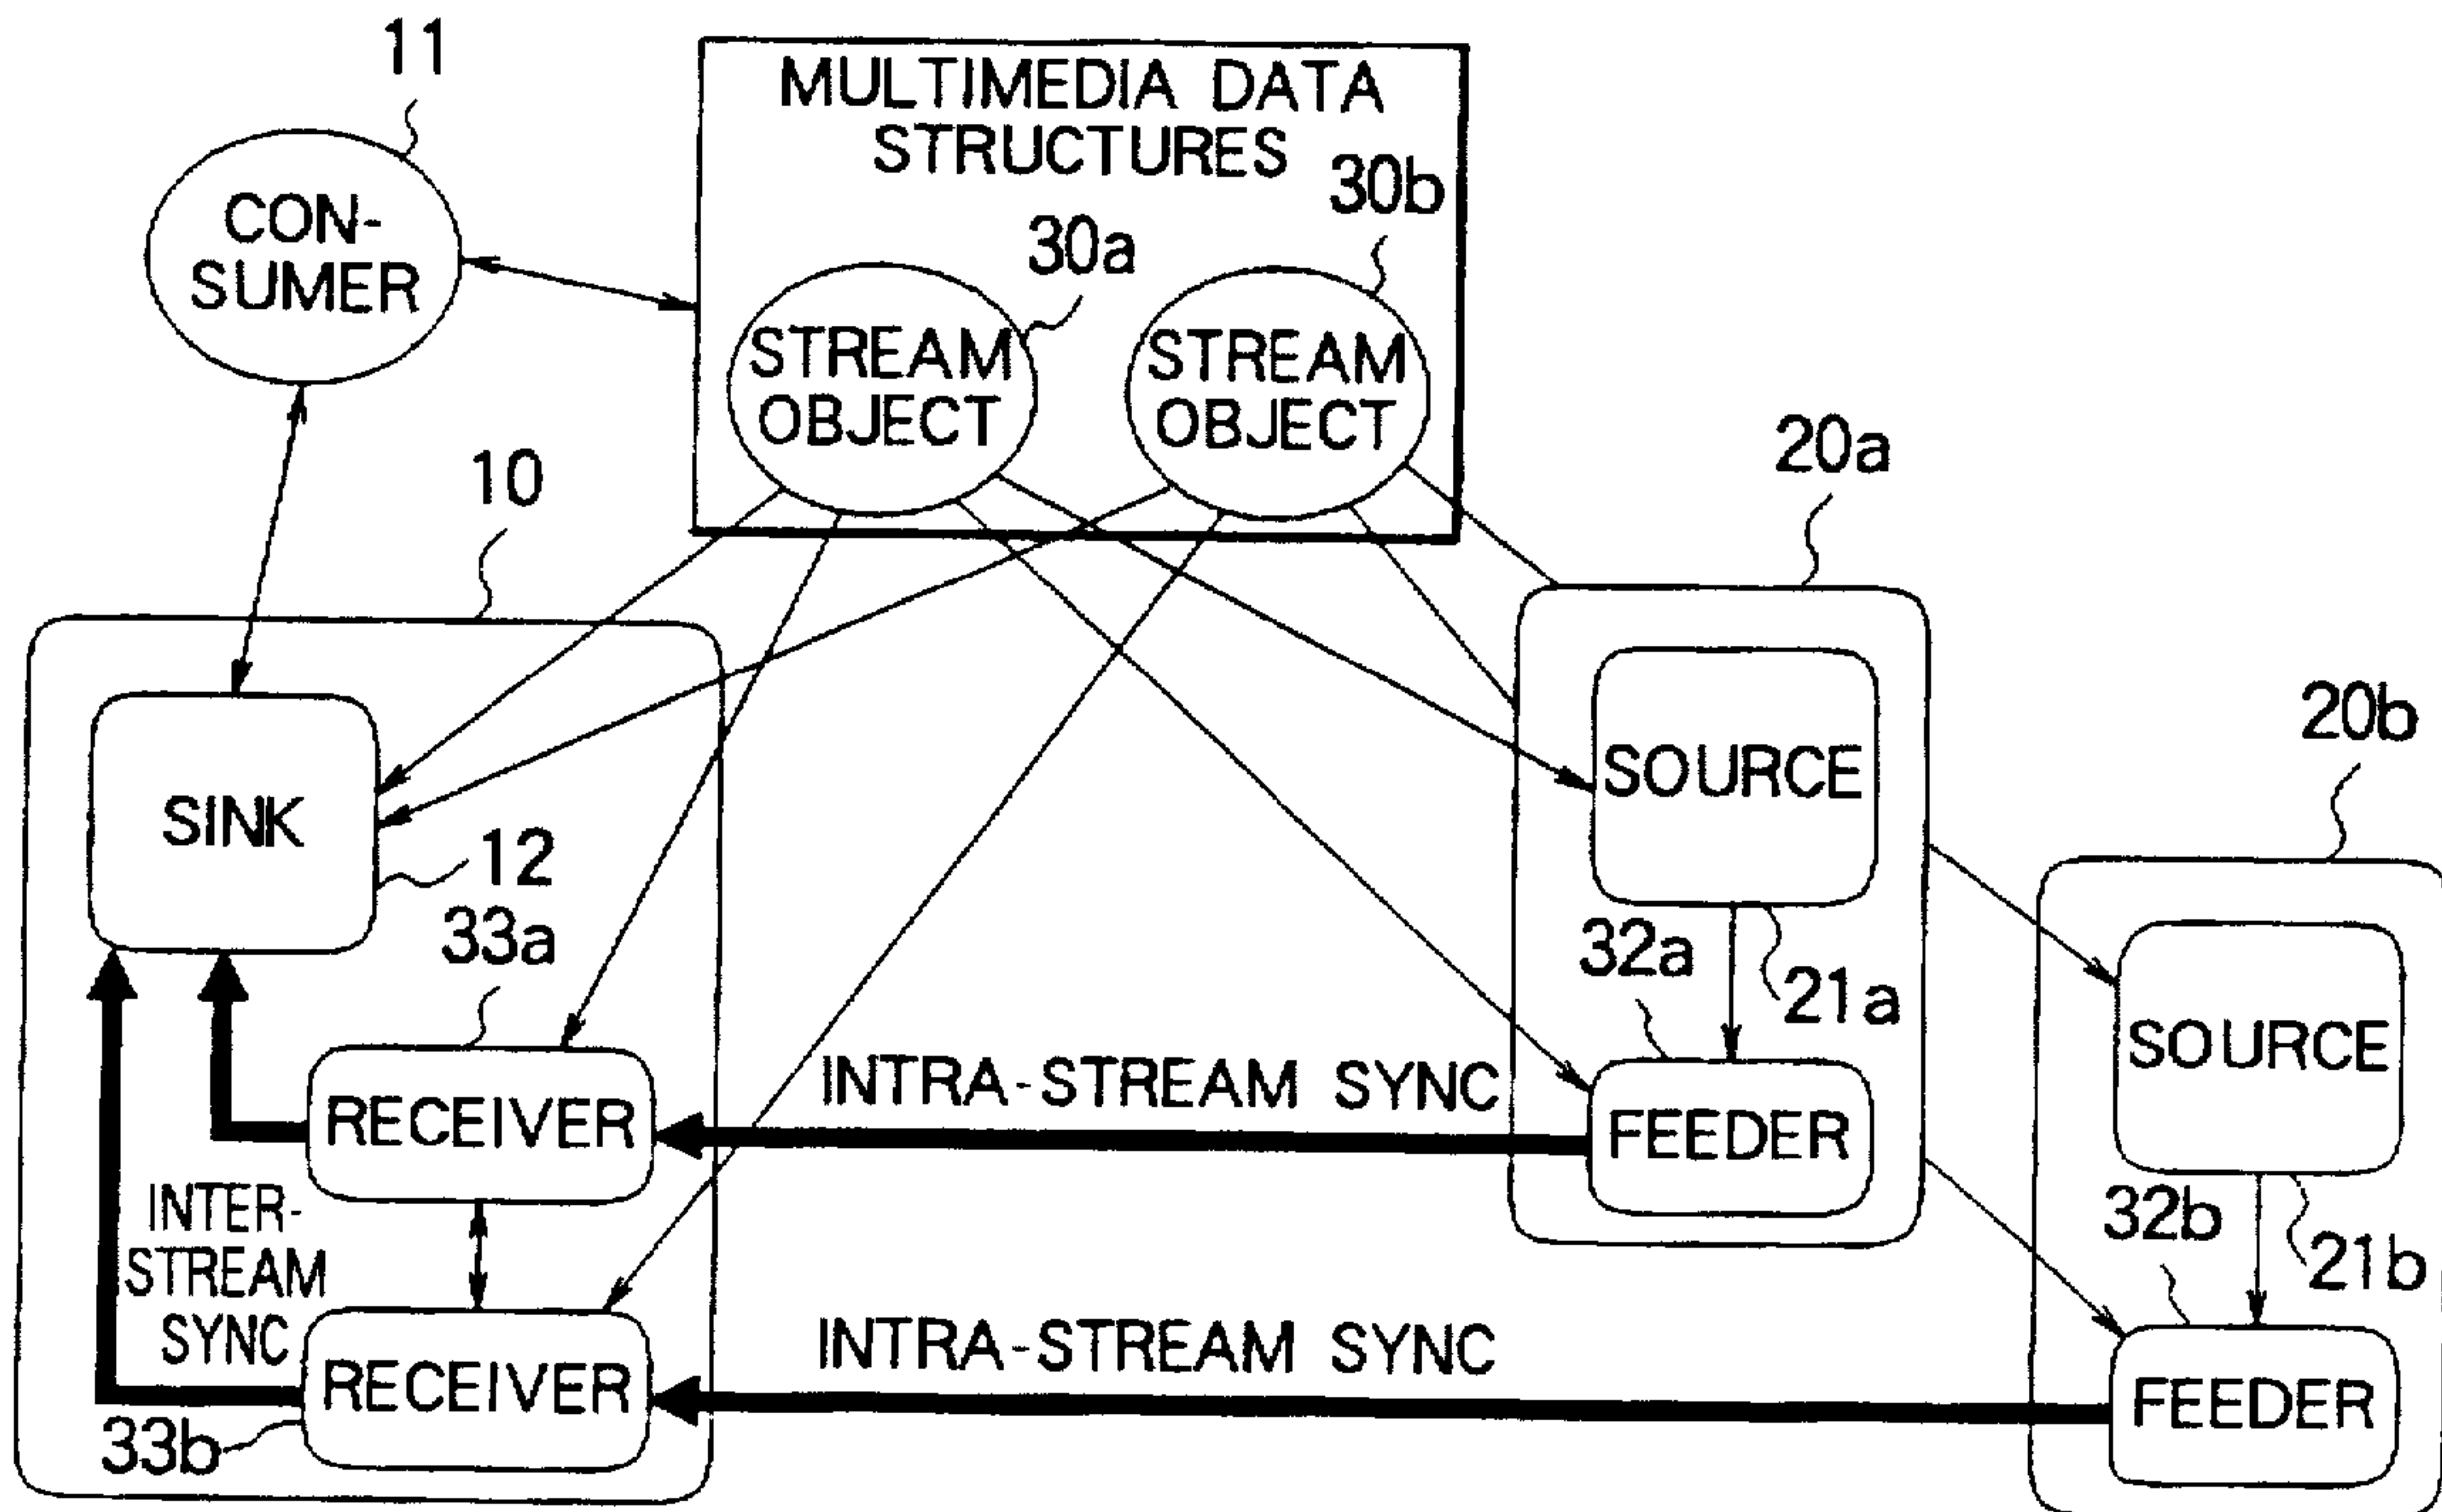 11
MULTIMEDIA DATA
STRUCTURES
30b
30a
CON-
SUMER
STREAM
OBJECT
STREAM
OBJECT
20a
10
20b
SOURCE
SINK
12
33a
32a
21a
SOURCE
INTRA-STREAM SYNC
RECEIVER
FEEDER
INTER-
STREAM
SYNC
32b
21b
INTRA-STREAM SYNC
RECEIVER
FEEDER
33b